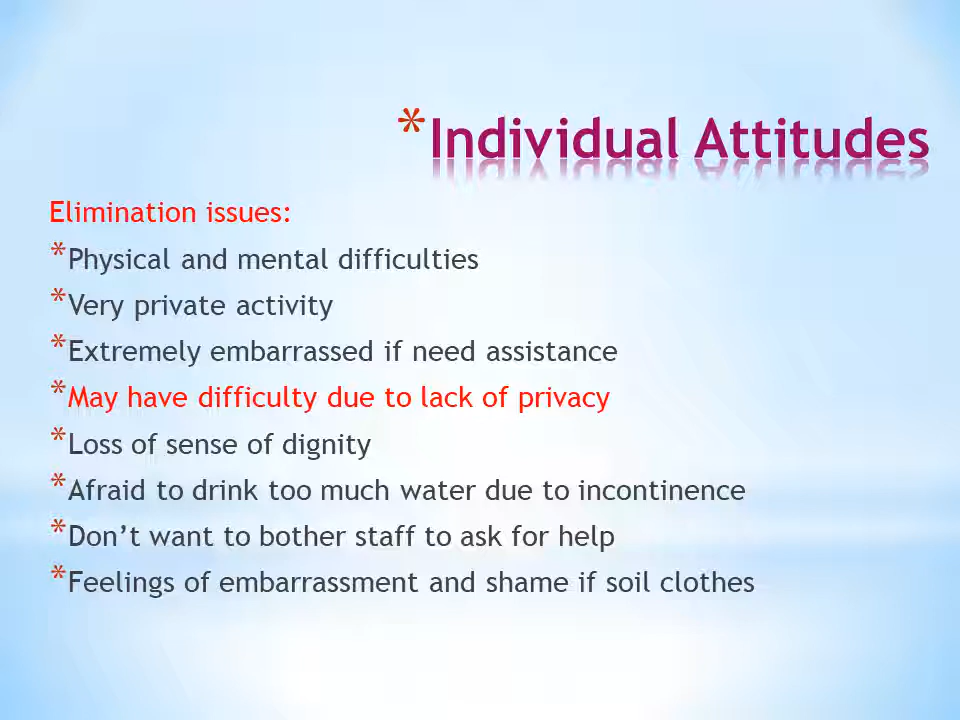 *Individual Attitudes
Elimination issues:
*Physical and mental difficulties
*Very private activity
*Extremely embarrassed if need assistance
*May have difficulty due to lack of privacy
*Loss of sense of dignity
*Afraid to drink too much water due to incontinence
*Don’t want to bother staff to ask for help
*Feelings of embarrassment and shame if soil clothes